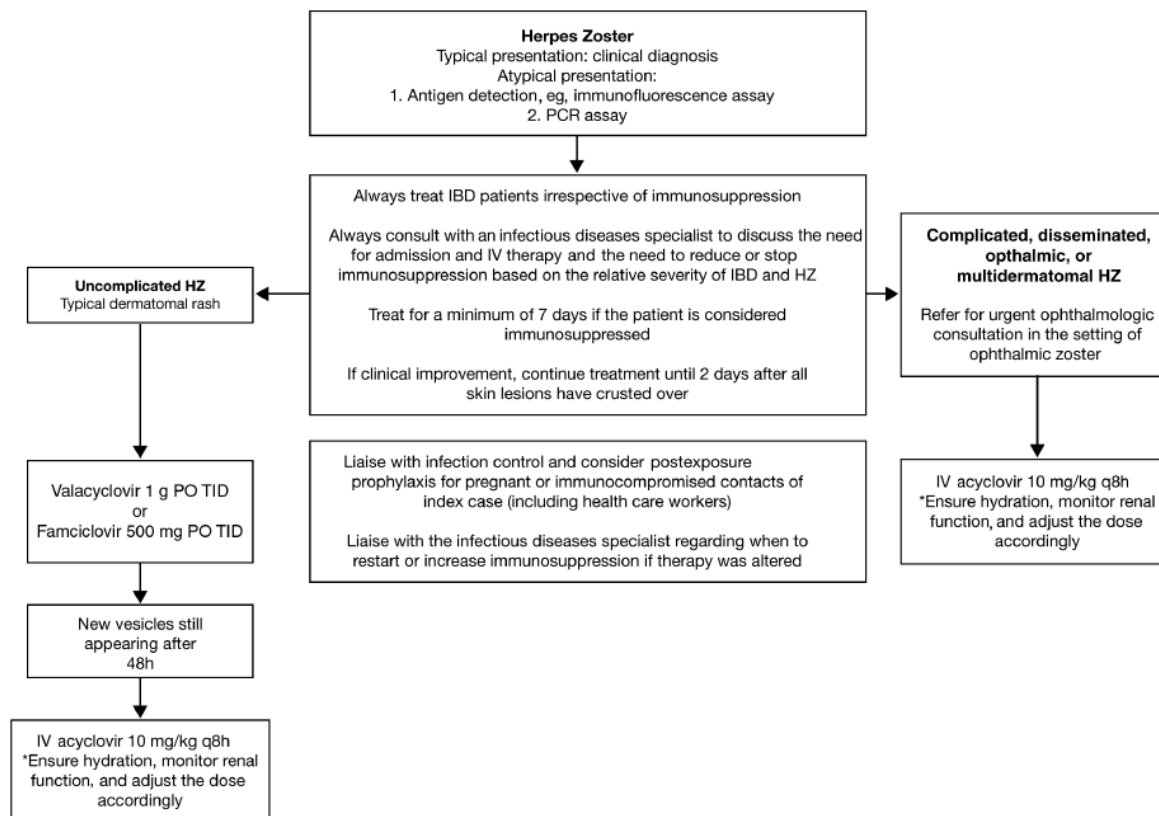 Herpes Zoster
Typical presentation: clinical diagnosis
Atypical presentation:
1. Antigen detection, eg, immunofluorescence assay
2. PCR assay
Always treat IBD patients irrespective of immunosuppression
Always consult with an infectious diseases specialist to discuss the need
for admission and IV therapy and the need to reduce or stop
immunosuppression based on the relative severity of IBD and HZ
Treat for a minimum of 7 days if the patient is considered
immunosuppressed
If clinical improvement, continue treatment until 2 days after all
skin lesions have crusted over
Liaise with infection control and consider postexposure
prophylaxis for pregnant or immunocompromised contacts of
index case (including health care workers)
Liaise with the infectious diseases specialist regarding when to
restart or increase immunosuppression if therapy was altered
Uncomplicated HZ
Typical dermatomal rash
Valacyclovir 1 g PO TID
or
Famciclovir 500 mg PO TID
New vesicles still
appearing after
48h
IV acyclovir 10 mg/kg q8h
*Ensure hydration, monitor renal
function, and adjust the dose
accordingly
Complicated, disseminated,
opthalmic, or
multidermatomal HZ
Refer for urgent ophthalmologic
consultation in the setting of
ophthalmic zoster
IV acyclovir 10 mg/kg q8h
*Ensure hydration, monitor renal
function, and adjust the dose
accordingly